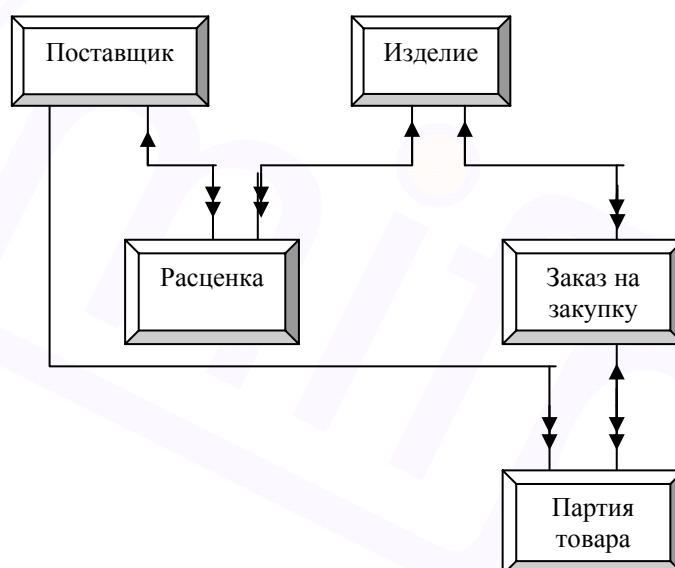 Поставщик
Изделие
Расценка
Заказ на
закупку
Партия
товара